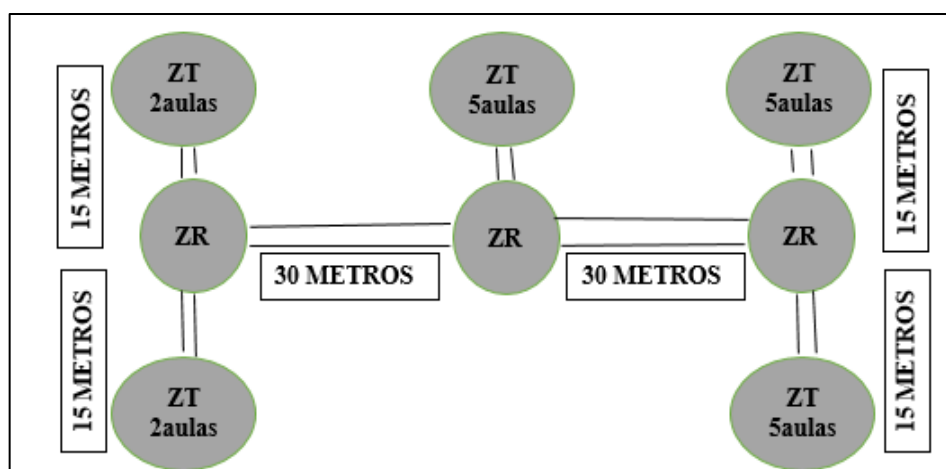 ZT
2aulas
ZT
5aulas
ZT
5aulas
15 METROS
15 METROS
ZR
ZR
ZR
30 METROS
30 METROS
15 METROS
15 METROS
ZT
2aulas
ZT
5aulas